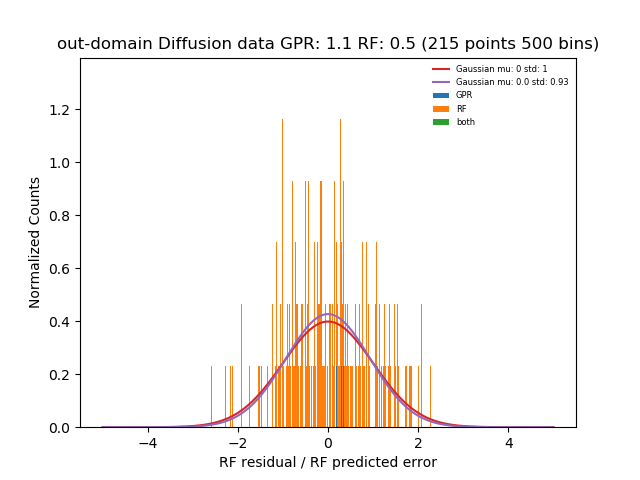 out-domain Diffusion data GPR: 1.1 RF: 0.5 (215 points 500 bins)
Gaussian mu: 0 std: 1
Gaussian mu: 0.0 std: 0.93
GPR
RF
both
Normalized Counts
1.2
1.0
0.8
0.6
0.4
0.2
0.0
−4 −2 0 2 4
RF residual / RF predicted error